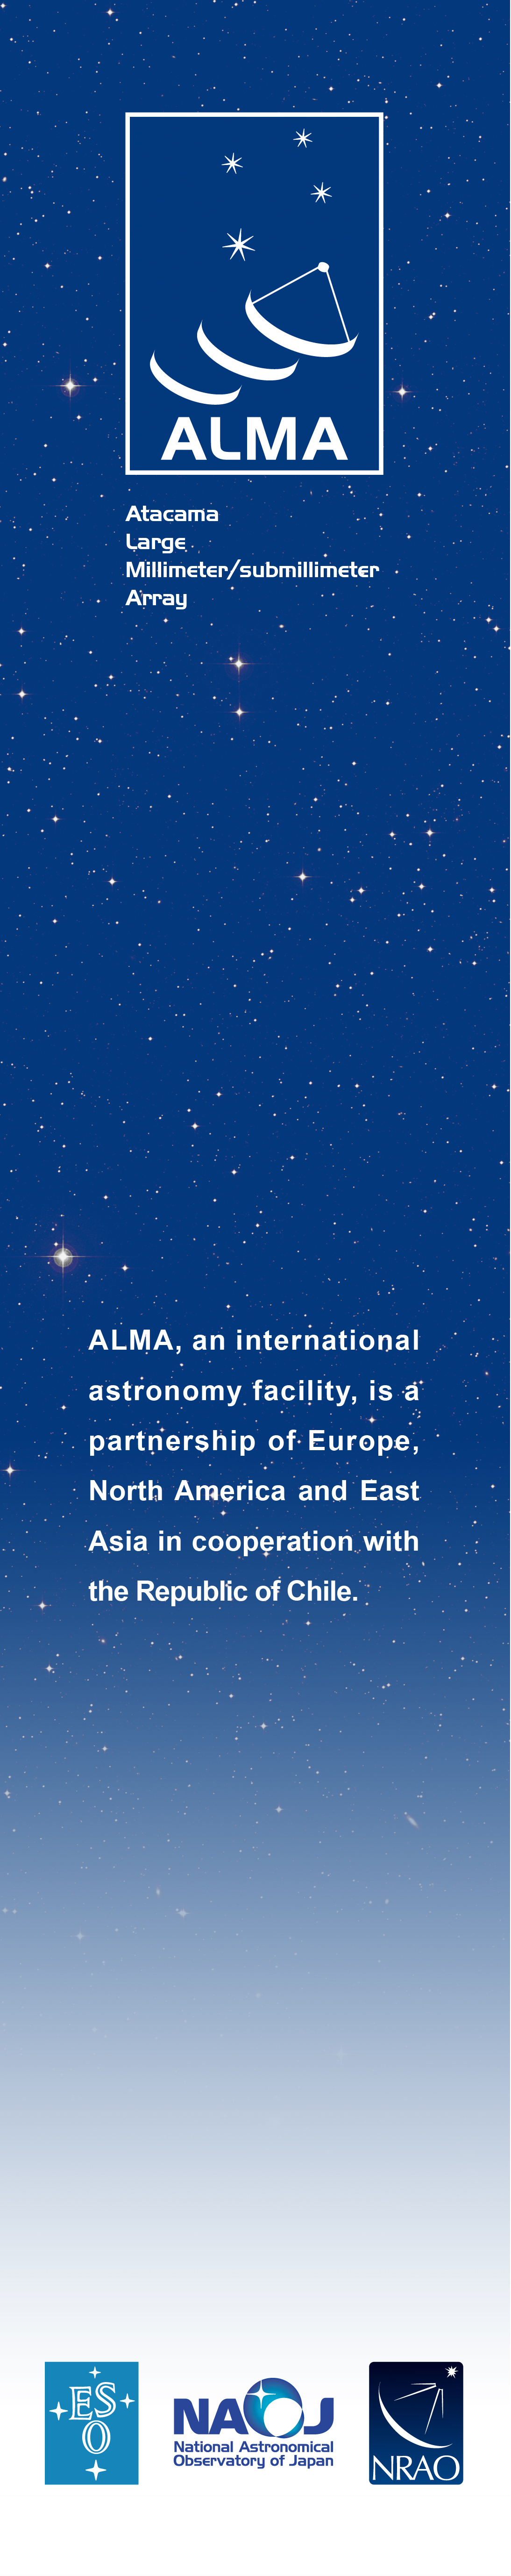 ALMA
Atacama
Large
Millimeter/submillimeter
Array
ALMA, an international
astronomy facility, is a
partnership of Europe,
North America and East
Asia in cooperation with
the Republic of Chile.
ESO
NAOJ
National Astronomical
Observatory of Japan
NRAO